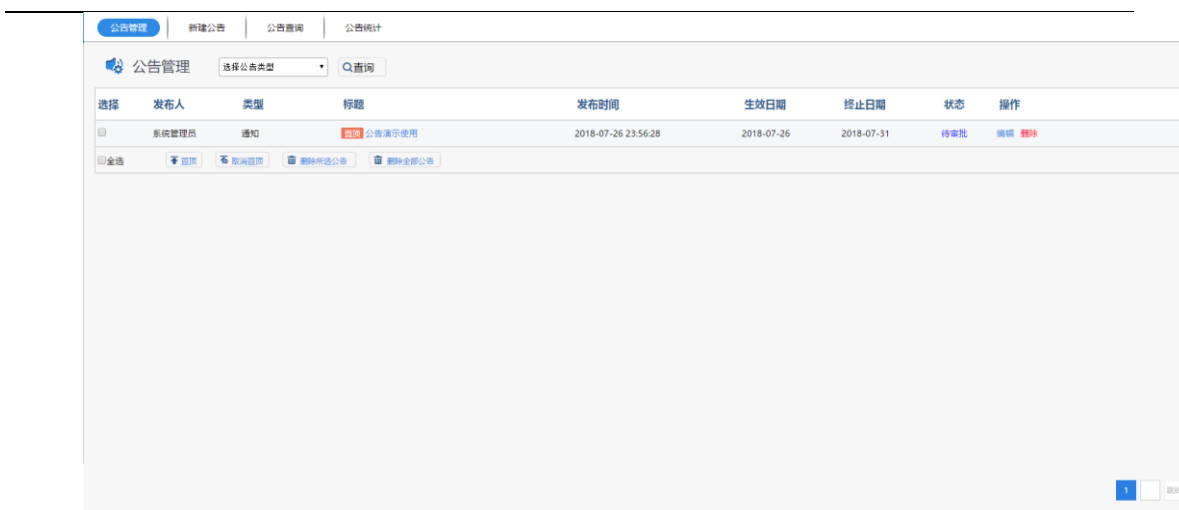 公告管理 新建公告 公告查询 公告统计
公告管理 选择公告类型 查询
选择 发布人 类型 标题 发布时间 生效日期 终止日期 状态 操作
系统管理员 通知 置顶 公告演示使用 2018-07-26 23:56:28 2018-07-26 2018-07-31 待审批 编辑 删除
全选 置顶 取消置顶 删除所选公告 删除全部公告
1